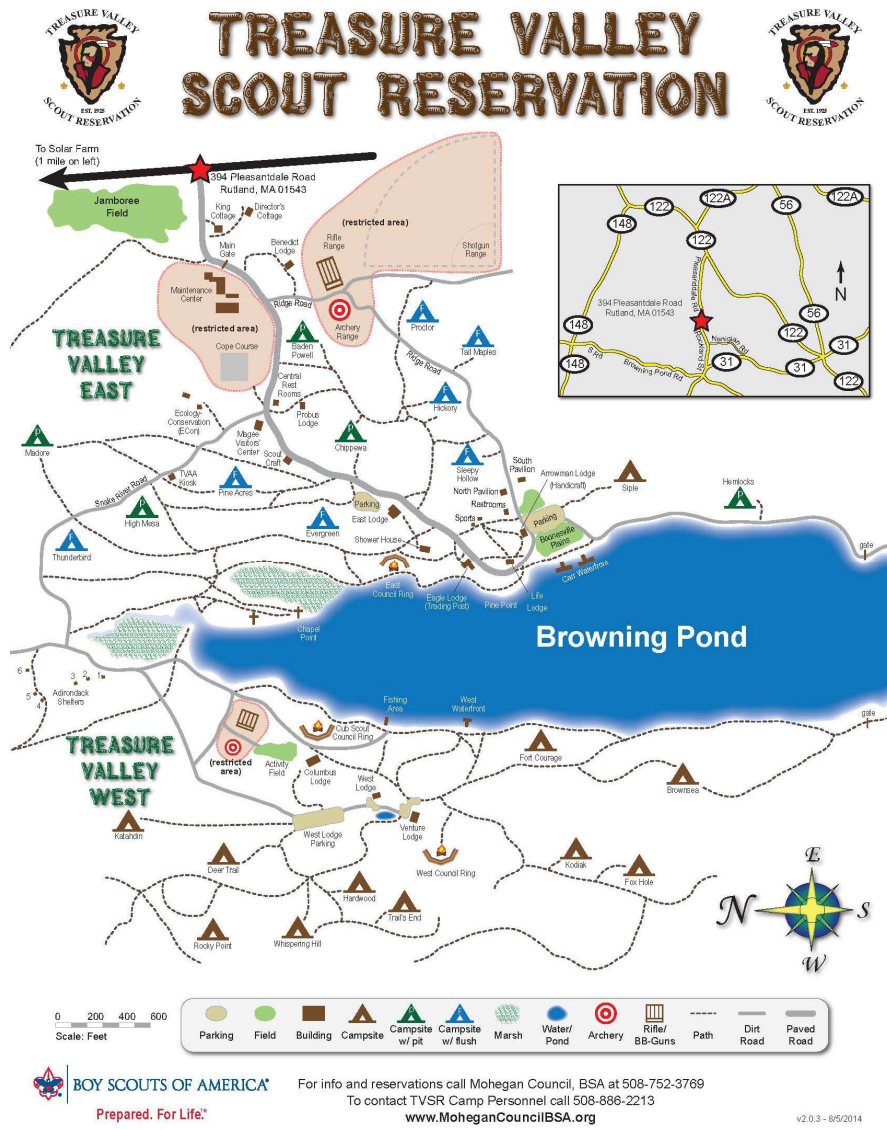 TREASURE VALLEY
SCOUT RESERVATION
TREASURE VALLEY
EST. 1925
SCOUT RESERVATION
TREASURE VALLEY
EST. 1925
SCOUT RESERVATION
To Solar Farm
(1 mile on left)
394 Pleasantdale Road
Rutland, MA 01543
Jamboree
Field
King
Cottage
Director's
Cottage
Main
Gate
Benedict
Lodge
(restricted area)
Rifle
Range
Shotgun
Range
Maintenance
Center
Ridge Road
Archery
Range
(restricted area)
Cope Course
P
Baden
Powell
F
Proctor
F
Tall Maples
Ridge Road
TREASURE
VALLEY
EAST
Central
Rest
Rooms
F
Hickory
Ecology-
Conservation
(ECon)
Probus
Lodge
Magee
Visitors'
Center
P
Chippewa
P
Madore
Scout
Craft
F
Sleepy
Hollow
South
Pavilion
Arrowman Lodge
(Handicraft)
TVAA
Kiosk
F
Pine Acres
Snake River Road
North Pavilion
Siple
Hemlocks
P
Restrooms
P
High Mesa
Parking
East Lodge
Sports
Parking
F
Evergreen
Shower House
Boonesville
Plains
F
Thunderbird
gate
East
Council Ring
Eagle Lodge
(Trading Post)
Pine Point
Life
Lodge
Carr Waterfront
Chapel
Point
Browning Pond
6
5
4
3
2
1
Adirondack
Shelters
Fishing
Area
West
Waterfront
gate
Cub Scout
Council Ring
TREASURE
VALLEY
WEST
(restricted
area)
Activity
Field
Columbus
Lodge
West
Lodge
Fort Courage
Brownsea
Katahdin
West Lodge
Parking
Venture
Lodge
Deer Trail
West Council Ring
Kodiak
Fox Hole
Hardwood
Trail's End
Rocky Point
Whispering Hill
122A
122A
122
56
148
122
Pleasantdale Rd
N
394 Pleasantdale Road
Rutland, MA 01543
56
148
122
31
Rockland St
Nanigian Rd
S Rd
148
Browning Pond Rd
31
31
122
E
N
S
W
0 200 400 600
Scale: Feet
Parking
Field
Building
Campsite
P
Campsite
w/ pit
F
Campsite
w/ flush
Marsh
Water/
Pond
Archery
Rifle/
BB-Guns
Path
Dirt
Road
Paved
Road
BOY SCOUTS OF AMERICA®
Prepared. For Life.™
For info and reservations call Mohegan Council, BSA at 508-752-3769
To contact TVSR Camp Personnel call 508-886-2213
www.MoheganCouncilBSA.org
v2.0.3 - 8/5/2014